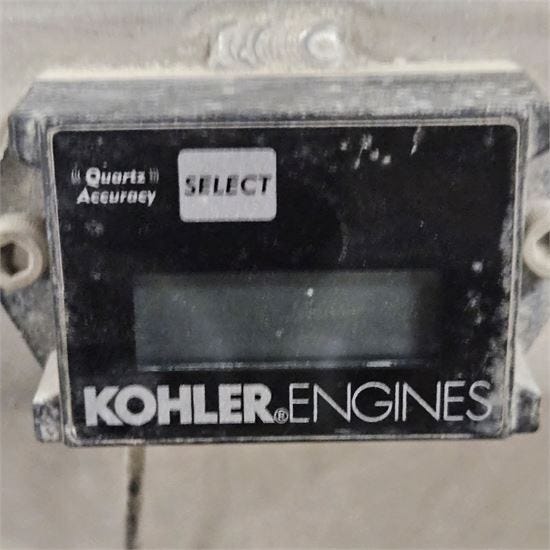 Quartz
Accuracy
SELECT
KOHLER® ENGINES